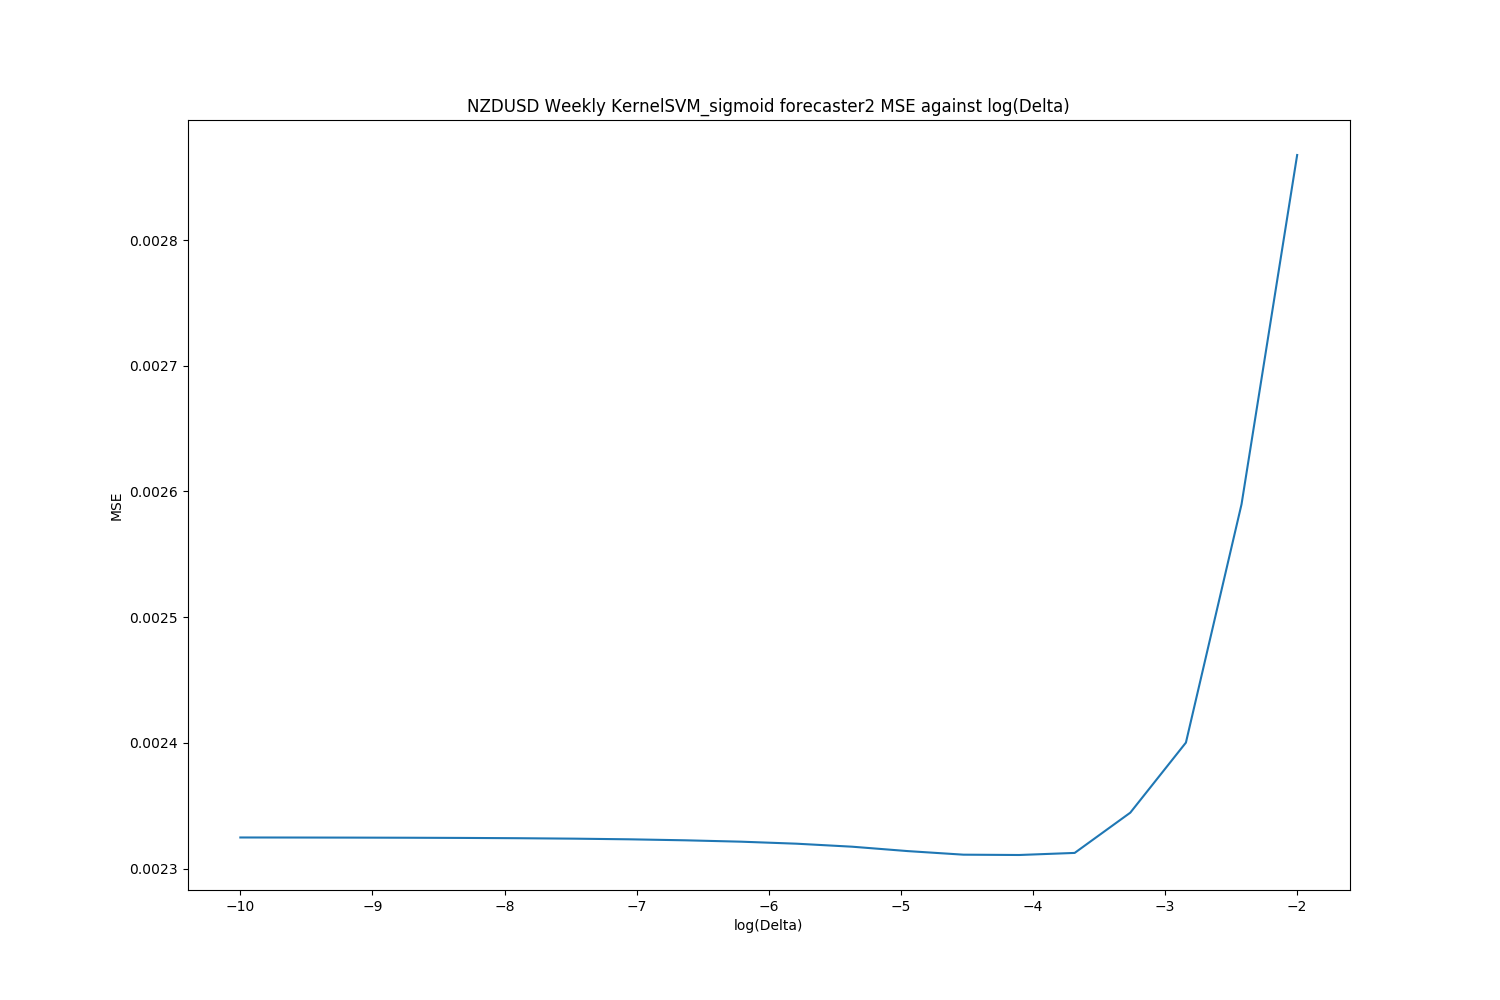 NZDUSD Weekly KernelSVM_sigmoid forecaster2 MSE against log(Delta)
0.0028
0.0027
0.0026
MSE
0.0025
0.0024
0.0023
−10 −9 −8 −7 −6 −5 −4 −3 −2
log(Delta)